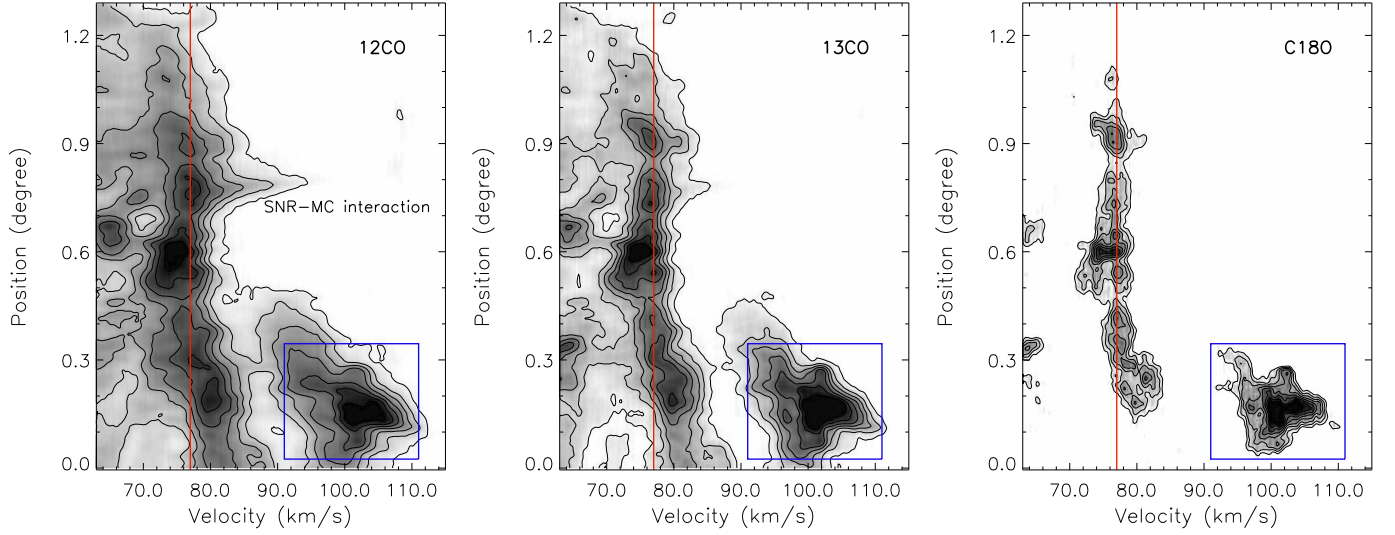 12CO
SNR-MC interaction
Position (degree)
1.2
0.9
0.6
0.3
0.0
70.0 80.0 90.0 100.0 110.0
Velocity (km/s)
13CO
Position (degree)
1.2
0.9
0.6
0.3
0.0
70.0 80.0 90.0 100.0 110.0
Velocity (km/s)
C18O
Position (degree)
1.2
0.9
0.6
0.3
0.0
70.0 80.0 90.0 100.0 110.0
Velocity (km/s)